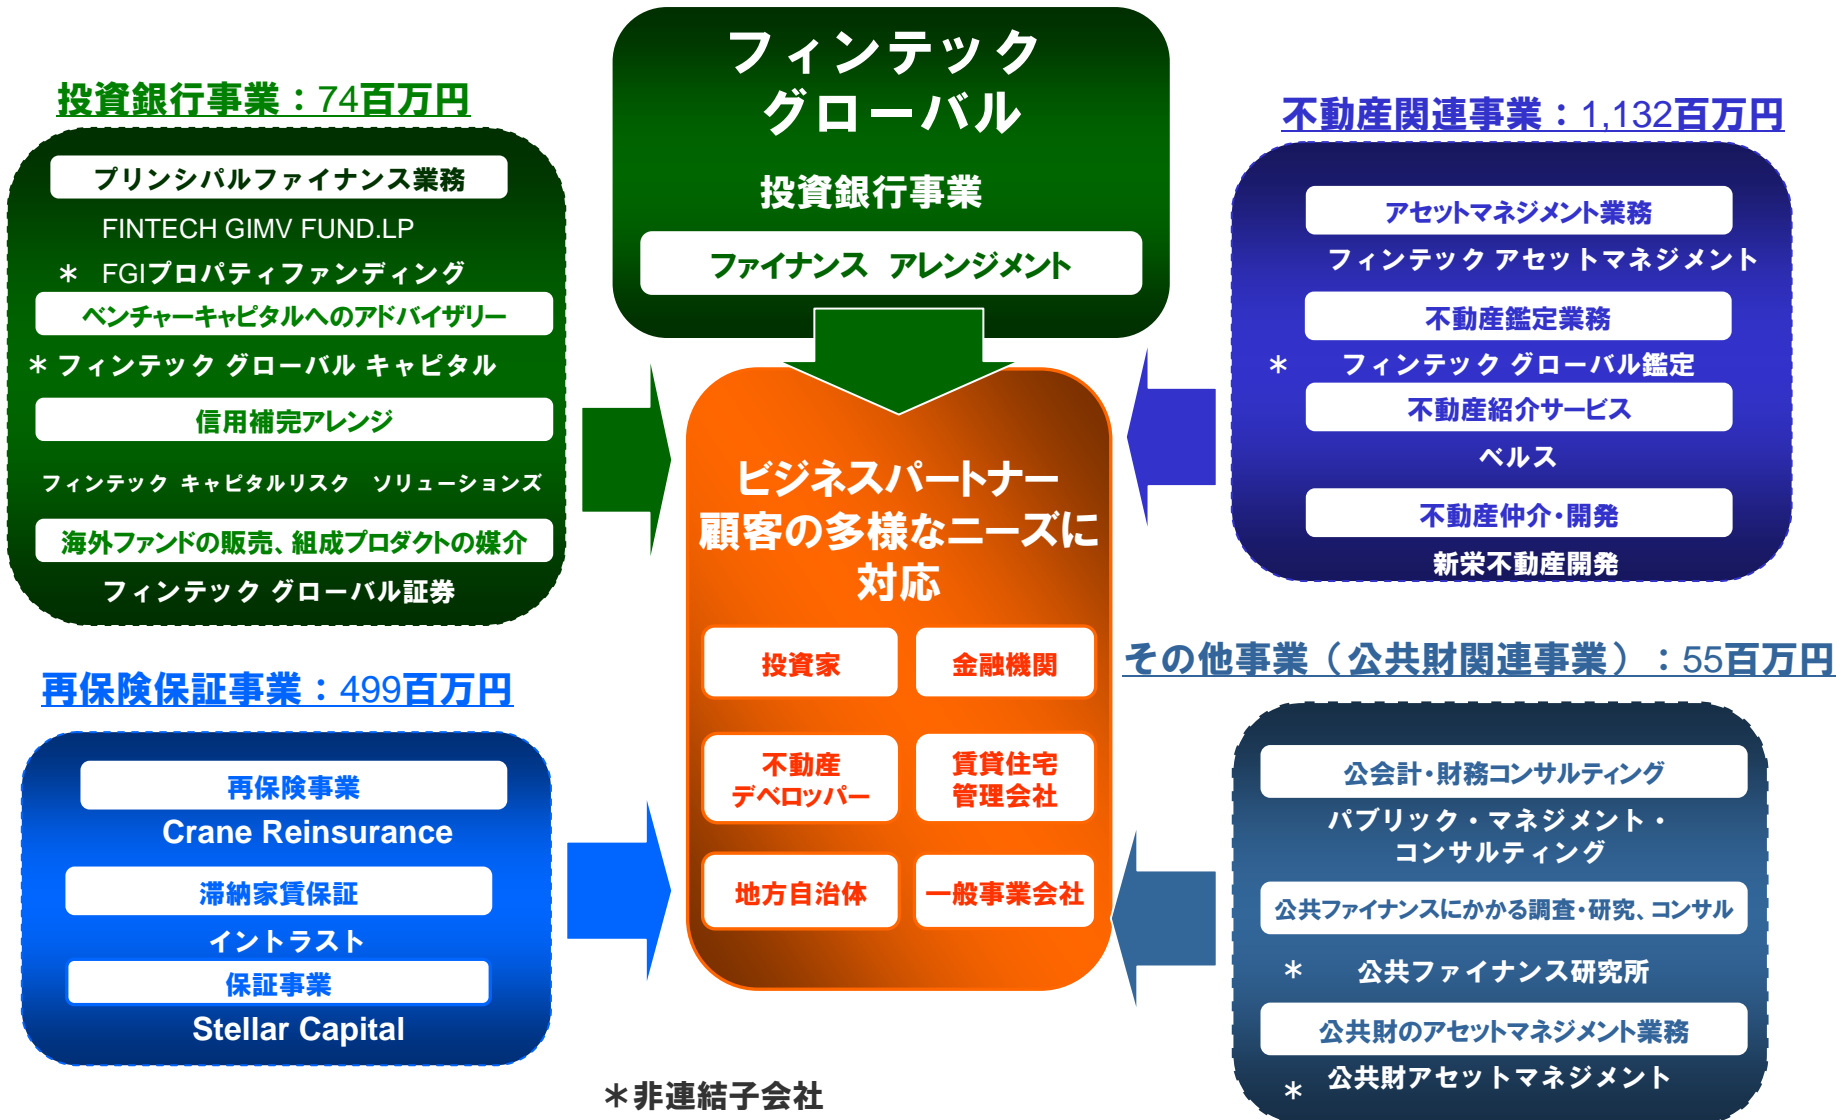 フィンテック
グローバル
投資銀行事業
ファイナンス アレンジメント
投資銀行事業：74百万円
プリンシパルファイナンス業務
FINTECH GIMV FUND.LP
＊ FGIプロパティファンディング
ベンチャーキャピタルへのアドバイザリー
＊フィンテック グローバル キャピタル
信用補完アレンジ
フィンテック キャピタルリスク ソリューションズ
海外ファンドの販売、組成プロダクトの媒介
フィンテック グローバル証券
再保険保証事業：499百万円
再保険事業
Crane Reinsurance
滞納家賃保証
イントラスト
保証事業
Stellar Capital
ビジネスパートナー
顧客の多様なニーズに
対応
投資家
金融機関
不動産
デベロッパー
賃貸住宅
管理会社
地方自治体
一般事業会社
不動産関連事業：1,132百万円
アセットマネジメント業務
フィンテック アセットマネジメント
不動産鑑定業務
＊ フィンテック グローバル鑑定
不動産紹介サービス
ベルス
不動産仲介・開発
新栄不動産開発
その他事業（公共財関連事業）：55百万円
公会計・財務コンサルティング
パブリック・マネジメント・
コンサルティング
公共ファイナンスにかかる調査・研究、コンサル
＊ 公共ファイナンス研究所
公共財のアセットマネジメント業務
＊ 公共財アセットマネジメント
＊非連結子会社